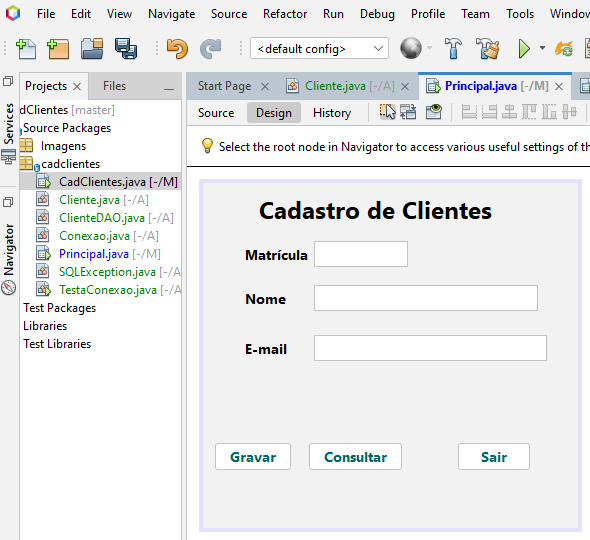 File Edit View Navigate Source Refactor Run Debug Profile Team Tools Window
<default config>
Projects Files
Start Page Cliente.java [-/A] Principal.java [-/M]
Source Design History
Select the root node in Navigator to access various useful settings of th
Services
Navigator
dClientes [master]
Source Packages
Imagens
cadclientes
CadClientes.java [-/M]
Cliente.java [-/A]
ClienteDAO.java [-/A]
Conexao.java [-/A]
Principal.java [-/M]
SQLException.java [-/A
TestaConexao.java [-/A
Test Packages
Libraries
Test Libraries
Cadastro de Clientes
Matrícula
Nome
E-mail
Gravar Consultar Sair